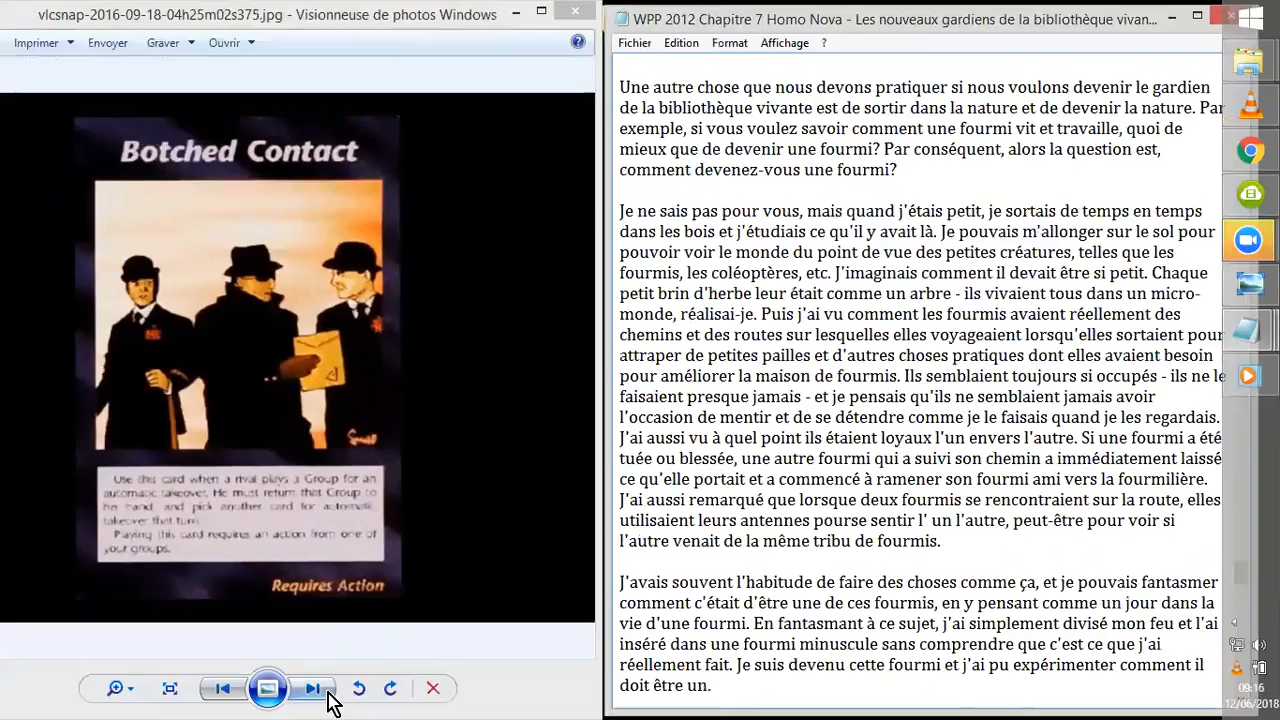 vlcsnap-2016-09-18-04h25m02s375.jpg - Visionneuse de photos Windows
Imprimer Envoyer Graver Ouvrir
Botched Contact
Use this card when a rival plays a Group for an
automatic takeover. He must return that Group to
his hand, and pick another card for automatic
takeover that turn.
Playing this card requires an action from one of
your groups.
Requires Action
WPP 2012 Chapitre 7 Homo Nova - Les nouveaux gardiens de la bibliothèque vivan...
Fichier Edition Format Affichage ?
Une autre chose que nous devons pratiquer si nous voulons devenir le gardien
de la bibliothèque vivante est de sortir dans la nature et de devenir la nature. Par
exemple, si vous voulez savoir comment une fourmi vit et travaille, quoi de
mieux que de devenir une fourmi? Par conséquent, alors la question est,
comment devenez-vous une fourmi?
Je ne sais pas pour vous, mais quand j'étais petit, je sortais de temps en temps
dans les bois et j'étudiais ce qu'il y avait là. Je pouvais m'allonger sur le sol pour
pouvoir voir le monde du point de vue des petites créatures, telles que les
fourmis, les coléoptères, etc. J'imaginais comment il devait être si petit. Chaque
petit brin d'herbe leur était comme un arbre - ils vivaient tous dans un micro-
monde, réalisai-je. Puis j'ai vu comment les fourmis avaient réellement des
chemins et des routes sur lesquelles elles voyageaient lorsqu'elles sortaient pour
attraper de petites pailles et d'autres choses pratiques dont elles avaient besoin
pour améliorer la maison de fourmis. Ils semblaient toujours si occupés - ils ne le
faisaient presque jamais - et je pensais qu'ils ne semblaient jamais avoir
l'occasion de mentir et de se détendre comme je le faisais quand je les regardais.
J'ai aussi vu à quel point ils étaient loyaux l'un envers l'autre. Si une fourmi a été
tuée ou blessée, une autre fourmi qui a suivi son chemin a immédiatement laissé
ce qu'elle portait et a commencé à ramener son fourmi ami vers la fourmilière.
J'ai aussi remarqué que lorsque deux fourmis se rencontraient sur la route, elles
utilisaient leurs antennes pourse sentir l' un l'autre, peut-être pour voir si
l'autre venait de la même tribu de fourmis.
J'avais souvent l'habitude de faire des choses comme ça, et je pouvais fantasmer
comment c'était d'être une de ces fourmis, en y pensant comme un jour dans la
vie d'une fourmi. En fantasmant à ce sujet, j'ai simplement divisé mon feu et l'ai
inséré dans une fourmi minuscule sans comprendre que c'est ce que j'ai
réellement fait. Je suis devenu cette fourmi et j'ai pu expérimenter comment il
doit être un.
09:16
12/06/2018